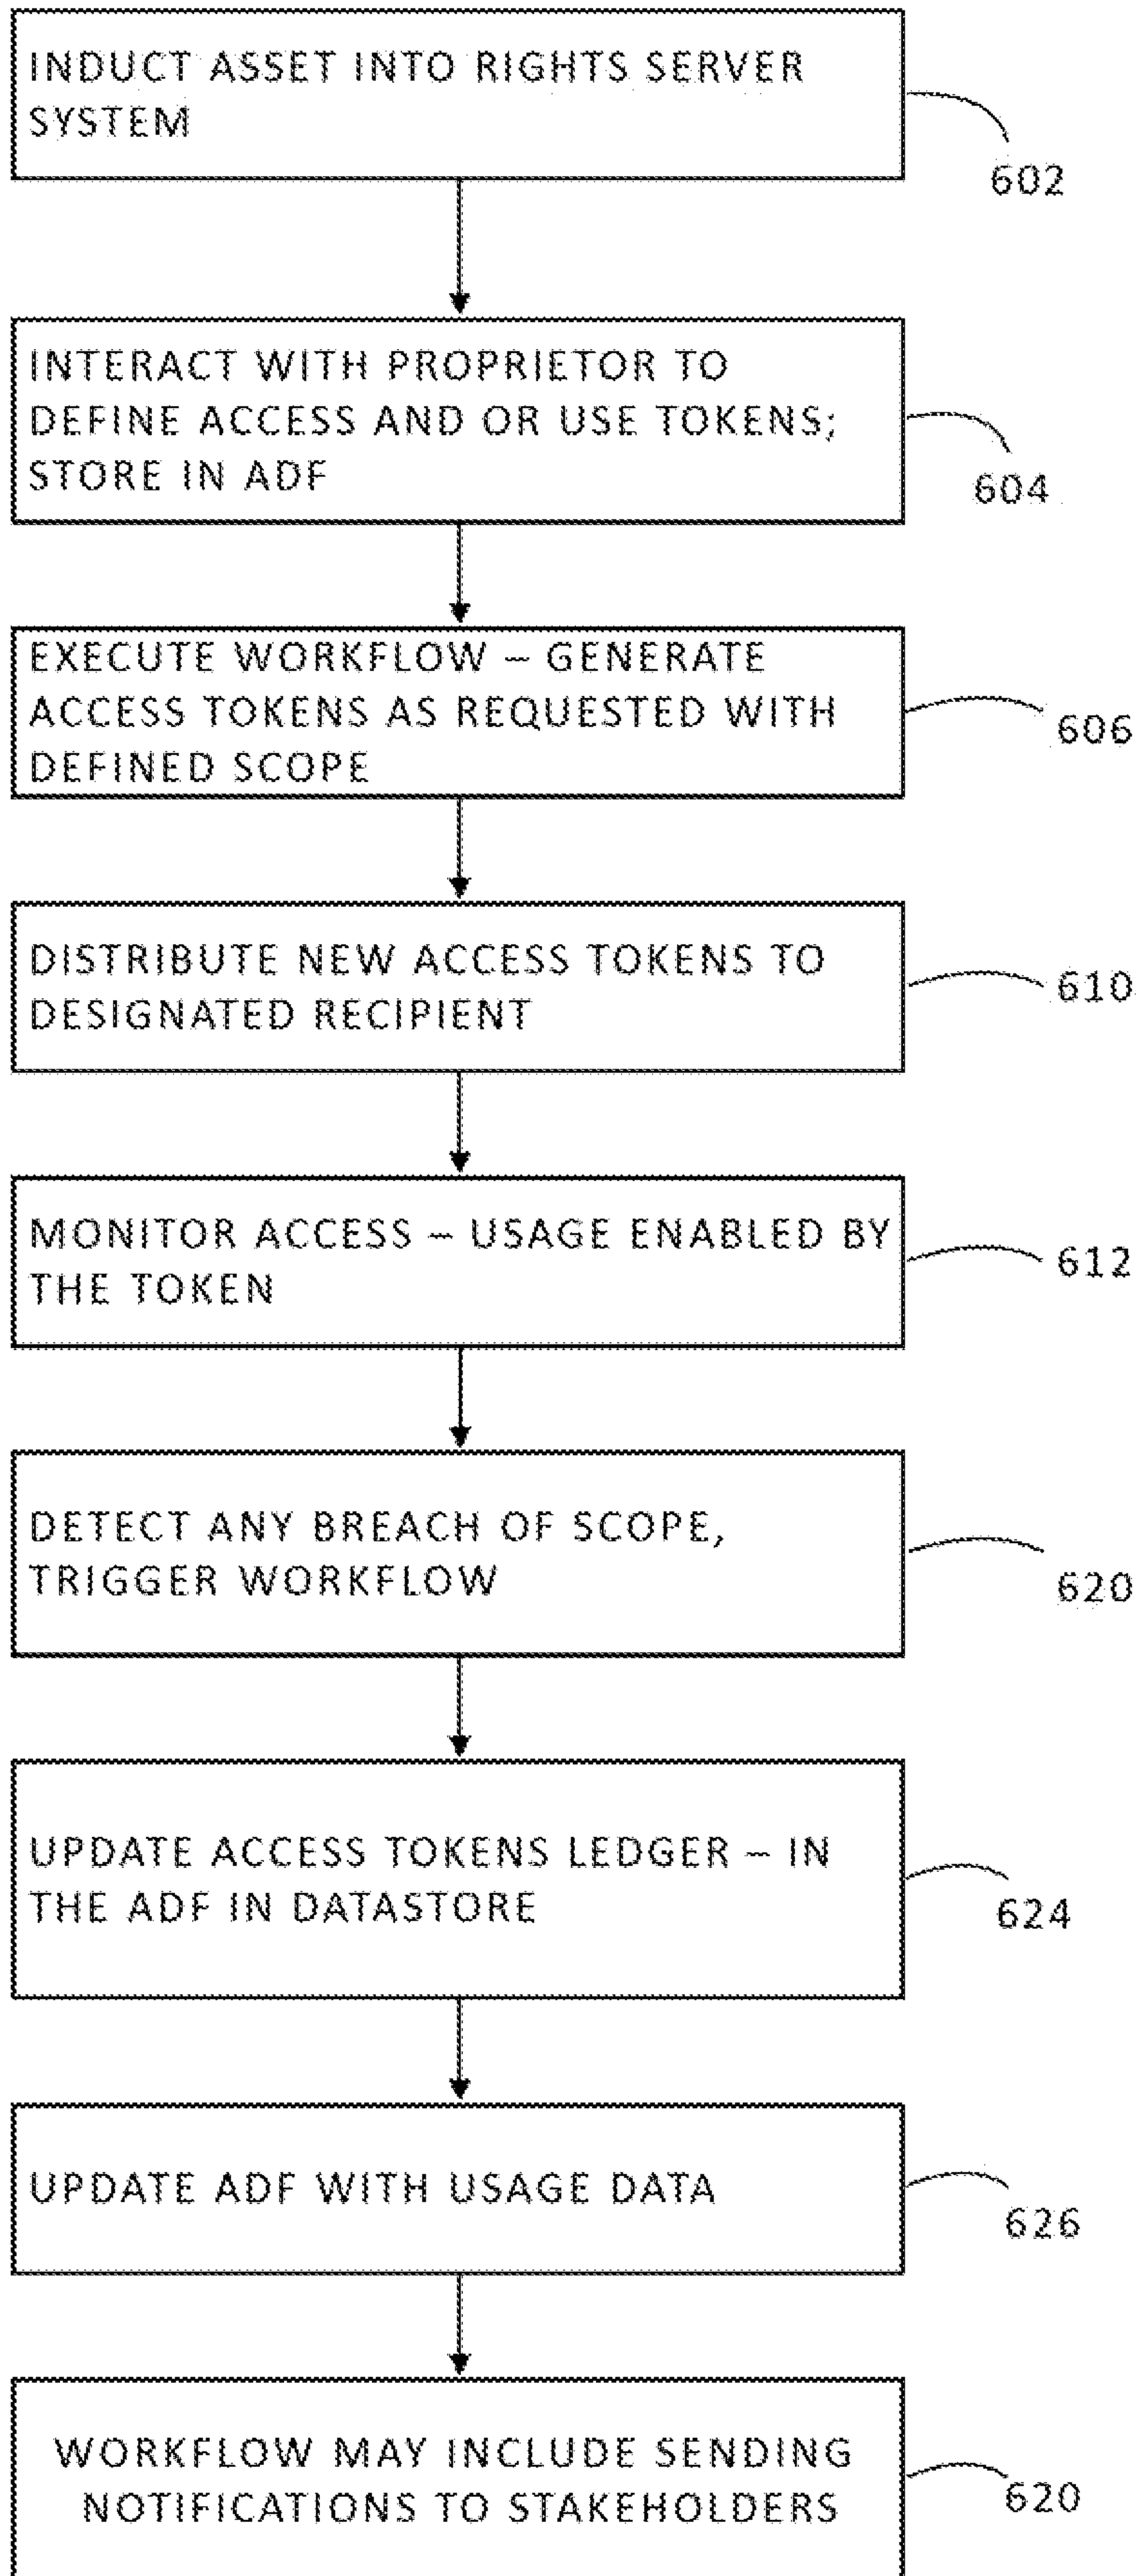 INDUCT ASSET INTO RIGHTS SERVER
SYSTEM
602
INTERACT WITH PROPRIETOR TO
DEFINE ACCESS AND OR USE TOKENS;
STORE IN ADF
604
EXECUTE WORKFLOW – GENERATE
ACCESS TOKENS AS REQUESTED WITH
DEFINED SCOPE
606
DISTRIBUTE NEW ACCESS TOKENS TO
DESIGNATED RECIPIENT
610
MONITOR ACCESS – USAGE ENABLED BY
THE TOKEN
612
DETECT ANY BREACH OF SCOPE,
TRIGGER WORKFLOW
620
UPDATE ACCESS TOKENS LEDGER – IN
THE ADF IN DATASTORE
624
UPDATE ADF WITH USAGE DATA
626
WORKFLOW MAY INCLUDE SENDING
NOTIFICATIONS TO STAKEHOLDERS
620